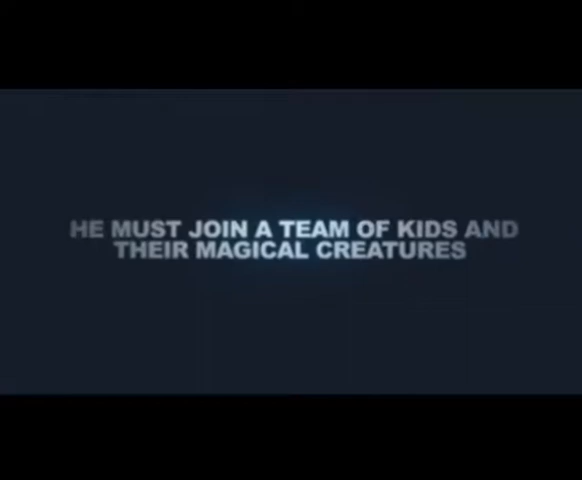 HE MUST JOIN A TEAM OF KIDS AND
THEIR MAGICAL CREATURES